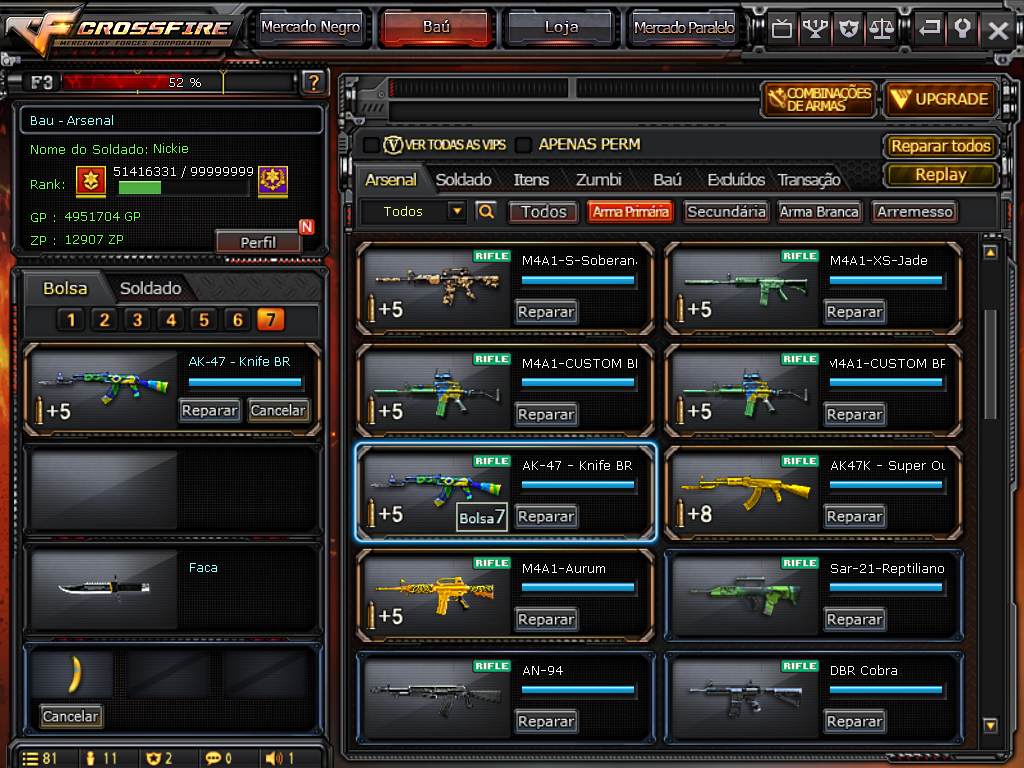 CROSSFIRE
MERCENARY FORCES CORPORATION
Mercado Negro
Baú
Loja
Mercado Paralelo
F3
52 %
?
Bau - Arsenal
Nome do Soldado: Nickie
Rank: 51416331 / 99999999
GP : 4951704 GP
ZP : 12907 ZP
N
Perfil
Bolsa
Soldado
1 2 3 4 5 6 7
AK-47 - Knife BR
+5
Reparar
Cancelar
Faca
Cancelar
81
11
2
0
1
COMBINAÇÕES
DE ARMAS
UPGRADE
V VER TODAS AS VIPS
APENAS PERM
Reparar todos
Replay
Arsenal
Soldado
Itens
Zumbi
Baú
Excluídos
Transação
Todos
Todos
Arma Primária
Secundária
Arma Branca
Arremesso
RIFLE
M4A1-S-Soberan
+5
Reparar
RIFLE
M4A1-XS-Jade
+5
Reparar
RIFLE
M4A1-CUSTOM
+5
Reparar
RIFLE
M4A1-CUSTOM
+5
Reparar
RIFLE
AK-47 - Knife BR
+5
Bolsa7
Reparar
RIFLE
AK47K - Super
+8
Reparar
RIFLE
M4A1-Aurum
+5
Reparar
RIFLE
Sar-21-Reptiliano
Reparar
RIFLE
AN-94
Reparar
RIFLE
DBR Cobra
Reparar